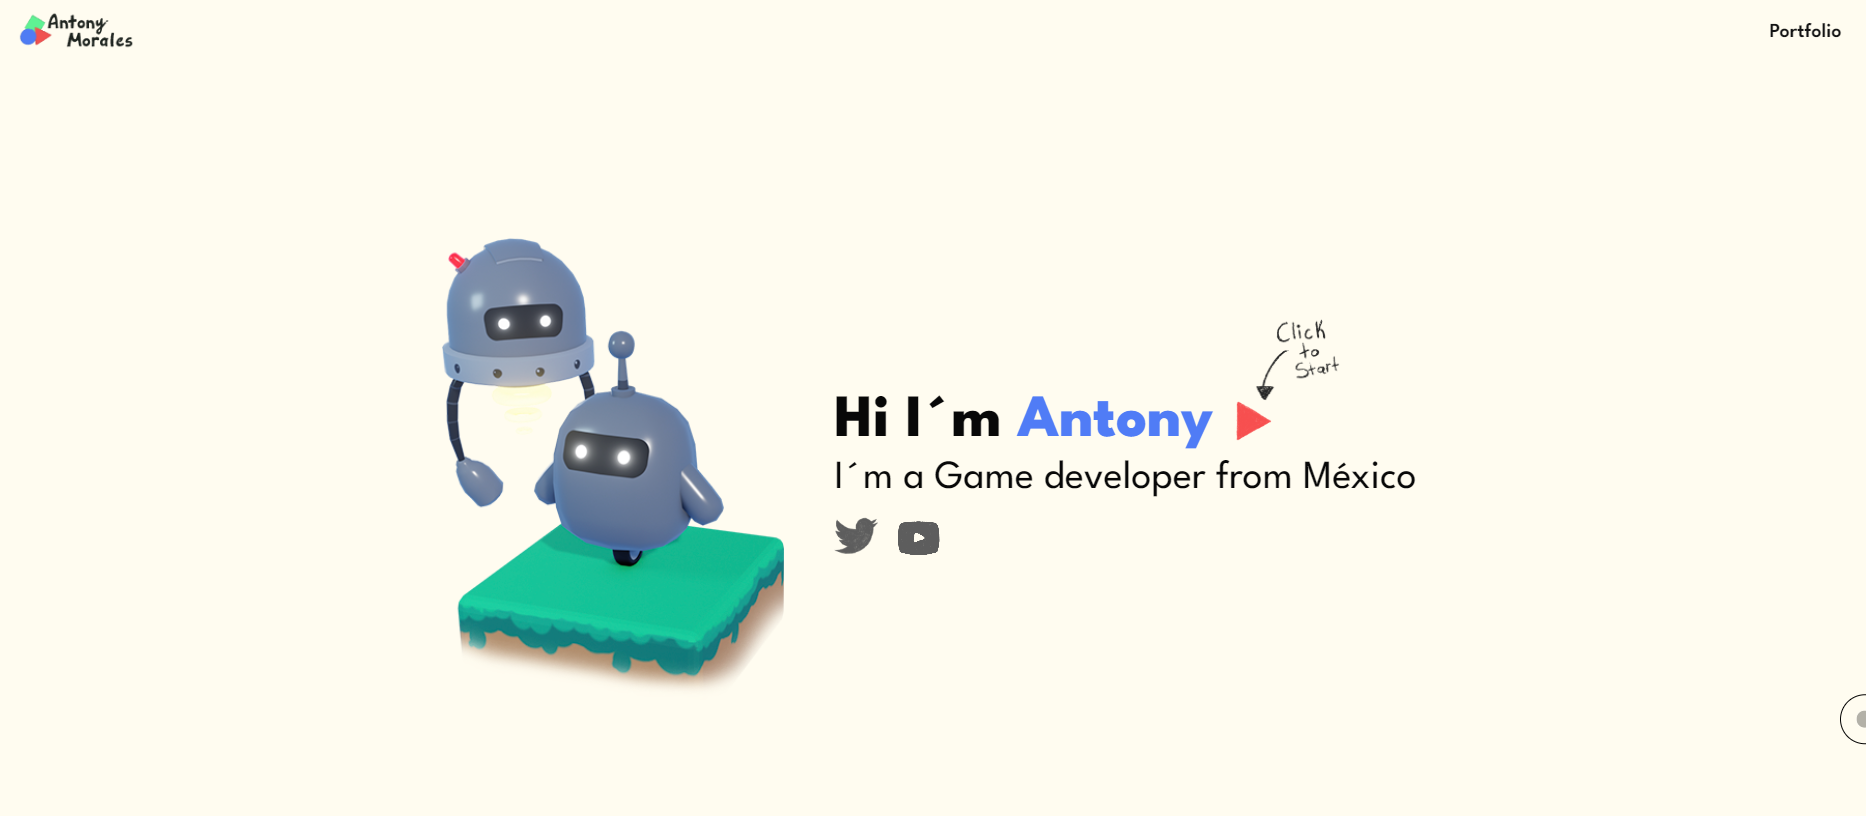 Antony
Morales
Portfolio
Click
to
Start
Hi I´m Antony
I´m a Game developer from México